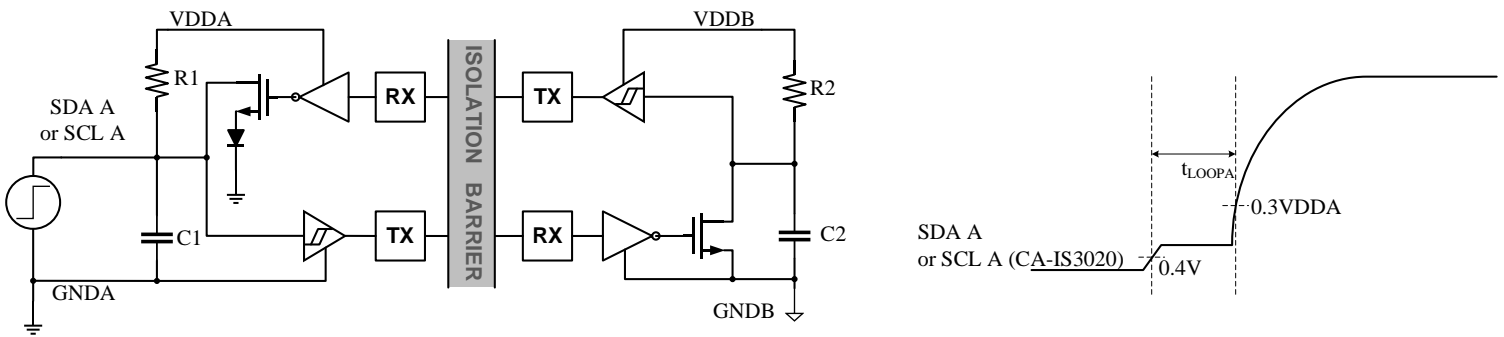 VDDA
VDDB
R1
RX
ISOLATION BARRIER
TX
R2
SDA A
or SCL A
tLOOPA
0.3VDDA
C1
TX
RX
C2
SDA A
or SCL A (CA-IS3020)
0.4V
GNDA
GNDB